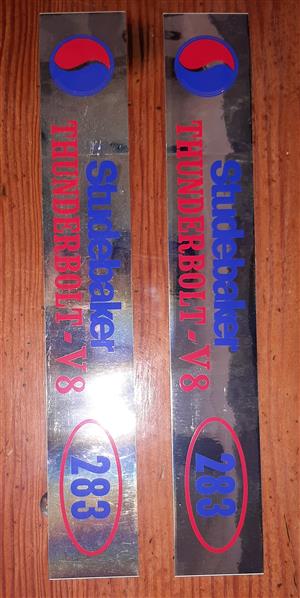 Studebaker
THUNDERBOLT - V8
283
Studebaker
THUNDERBOLT - V8
283